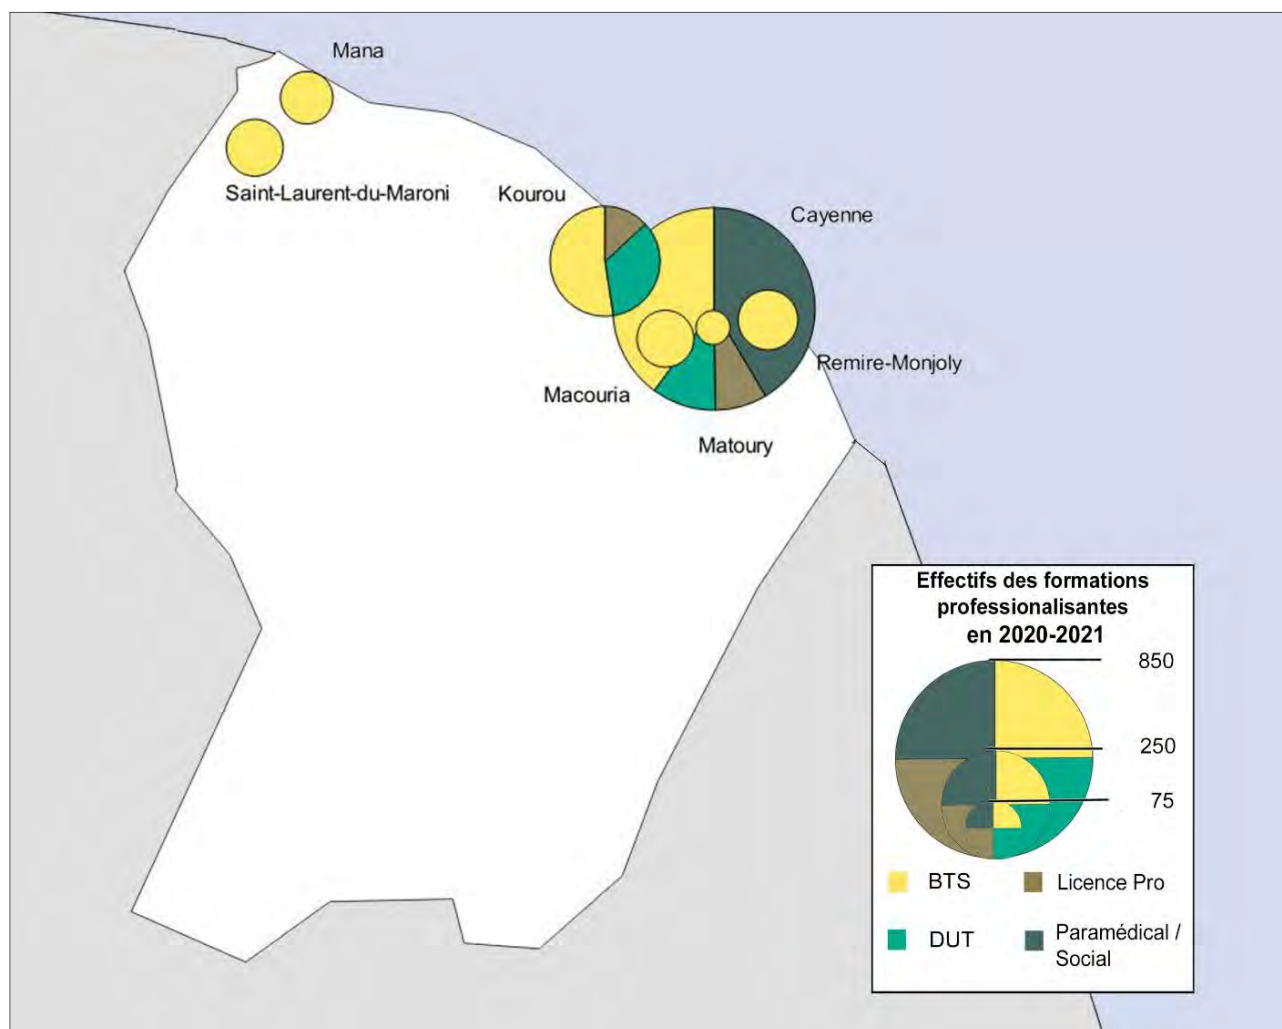 Mana
Saint-Laurent-du-Maroni
Kourou
Cayenne
Remire-Monjoly
Macouria
Matoury
Effectifs des formations
professionalisantes
en 2020-2021
850
250
75
BTS
Licence Pro
DUT
Paramédical /
Social